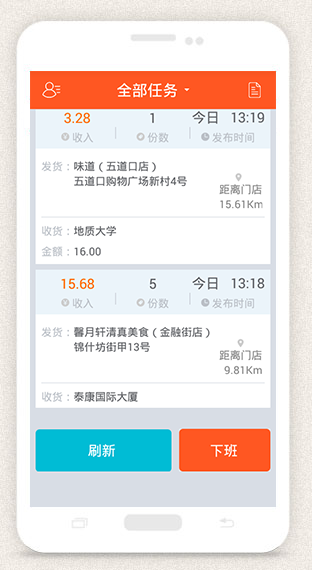 全部任务
3.28 1 今日 13:19
收入 份数 发布时间
发货： 味道（五道口店）
五道口购物广场新村4号
距离门店
15.61Km
收货： 地质大学
金额： 16.00
15.68 5 今日 13:18
收入 份数 发布时间
发货： 馨月轩清真美食（金融街店）
锦什坊街甲13号
距离门店
9.81Km
收货： 泰康国际大厦
刷新 下班